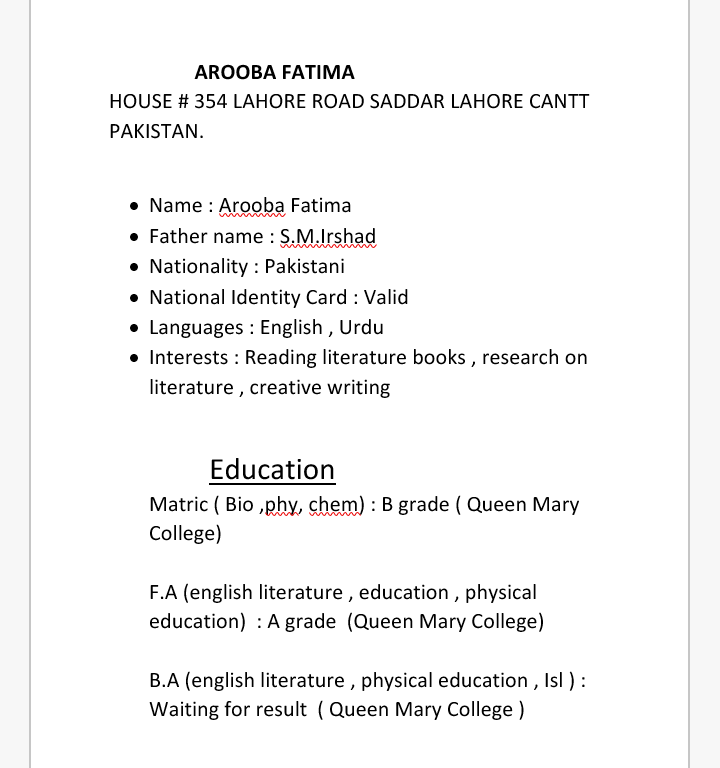 AROOBA FATIMA
HOUSE # 354 LAHORE ROAD SADDAR LAHORE CANTT
PAKISTAN.
• Name : Arooba Fatima
• Father name : S.M.Irshad
• Nationality : Pakistani
• National Identity Card : Valid
• Languages : English , Urdu
• Interests : Reading literature books , research on
literature , creative writing
Education
Matric ( Bio ,phy, chem) : B grade ( Queen Mary
College)
F.A (english literature , education , physical
education)  : A grade  (Queen Mary College)
B.A (english literature , physical education , Isl ) :
Waiting for result  ( Queen Mary College )